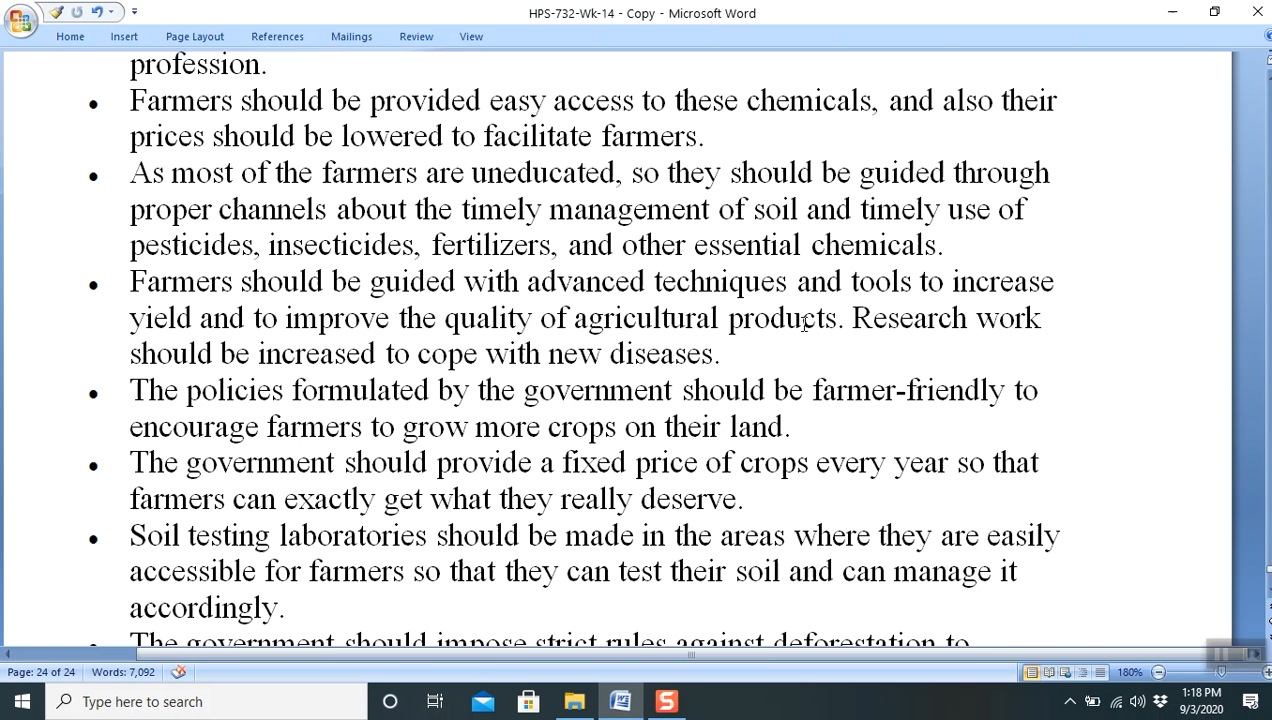 HPS-732-Wk-14 - Copy - Microsoft Word
Home Insert Page Layout References Mailings Review View
profession.
• Farmers should be provided easy access to these chemicals, and also their
prices should be lowered to facilitate farmers.
• As most of the farmers are uneducated, so they should be guided through
proper channels about the timely management of soil and timely use of
pesticides, insecticides, fertilizers, and other essential chemicals.
• Farmers should be guided with advanced techniques and tools to increase
yield and to improve the quality of agricultural products. Research work
should be increased to cope with new diseases.
• The policies formulated by the government should be farmer-friendly to
encourage farmers to grow more crops on their land.
• The government should provide a fixed price of crops every year so that
farmers can exactly get what they really deserve.
• Soil testing laboratories should be made in the areas where they are easily
accessible for farmers so that they can test their soil and can manage it
accordingly.
• The government should impose strict rules against deforestation to
Page: 24 of 24 Words: 7,092 180%
Type here to search 1:18 PM
9/3/2020